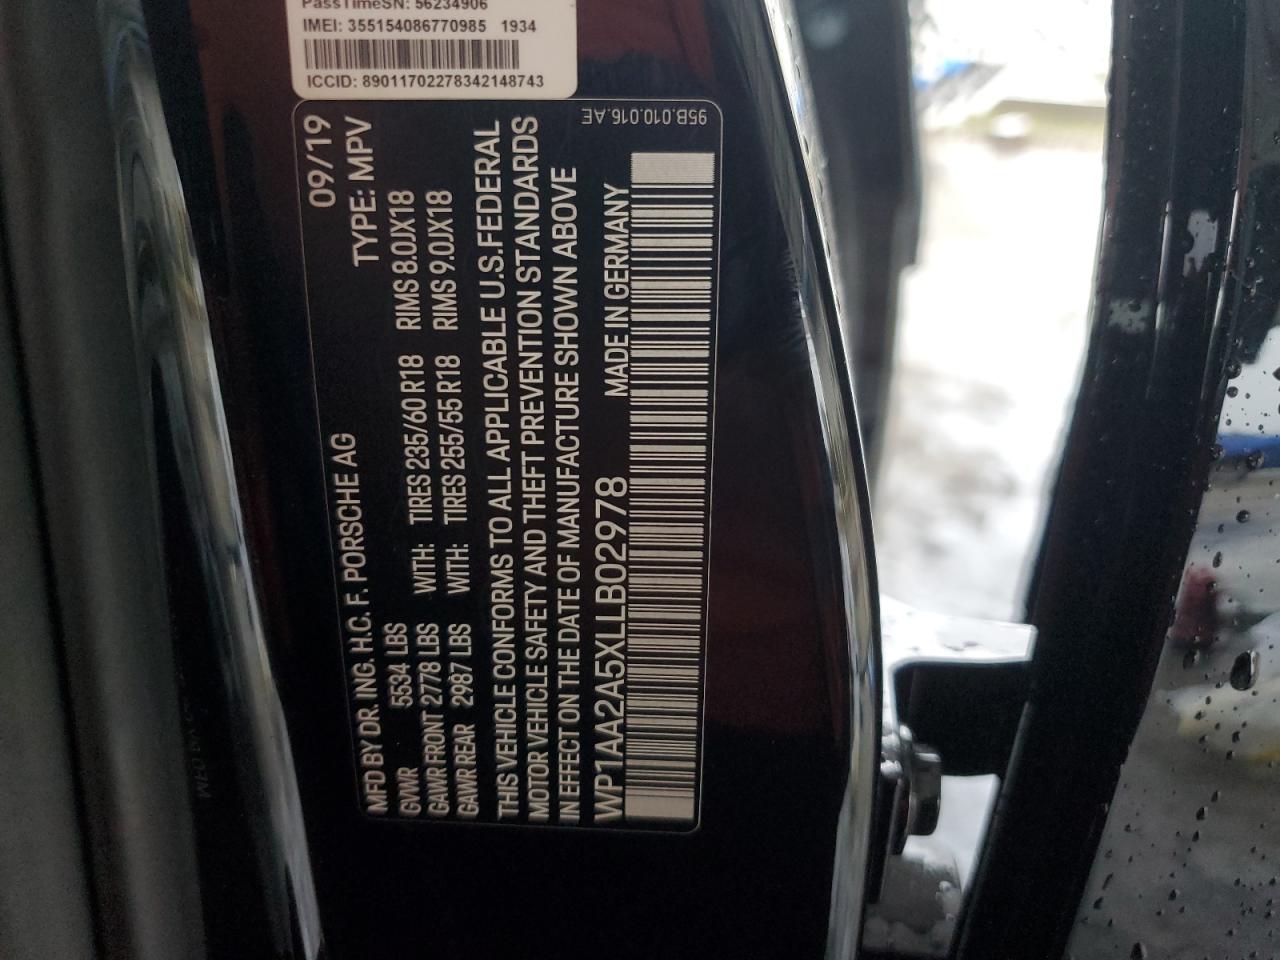 PassTimeSN: 56234906
IMEI: 355154086770985 1934
ICCID: 89011702278342148743
95B.010.016.AE
MFD BY DR. ING. H.C. F. PORSCHE AG 09/19
GVWR 5534 LBS TYPE: MPV
GAWR FRONT 2778 LBS WITH: TIRES 235/60 R18 RIMS 8.0JX18
GAWR REAR 2987 LBS WITH: TIRES 255/55 R18 RIMS 9.0JX18
THIS VEHICLE CONFORMS TO ALL APPLICABLE U.S.FEDERAL
MOTOR VEHICLE SAFETY AND THEFT PREVENTION STANDARDS
IN EFFECT ON THE DATE OF MANUFACTURE SHOWN ABOVE
WP1AA2A5XLLB02978 MADE IN GERMANY